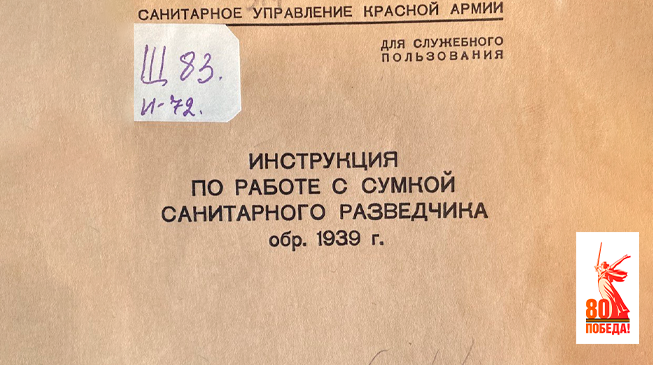 САНИТАРНОЕ УПРАВЛЕНИЕ КРАСНОЙ АРМИИ
ДЛЯ СЛУЖЕБНОГО
ПОЛЬЗОВАНИЯ
Щ 83.
И-72.
ИНСТРУКЦИЯ
ПО РАБОТЕ С СУМКОЙ
САНИТАРНОГО РАЗВЕДЧИКА
обр. 1939 г.
80
ПОБЕДА!